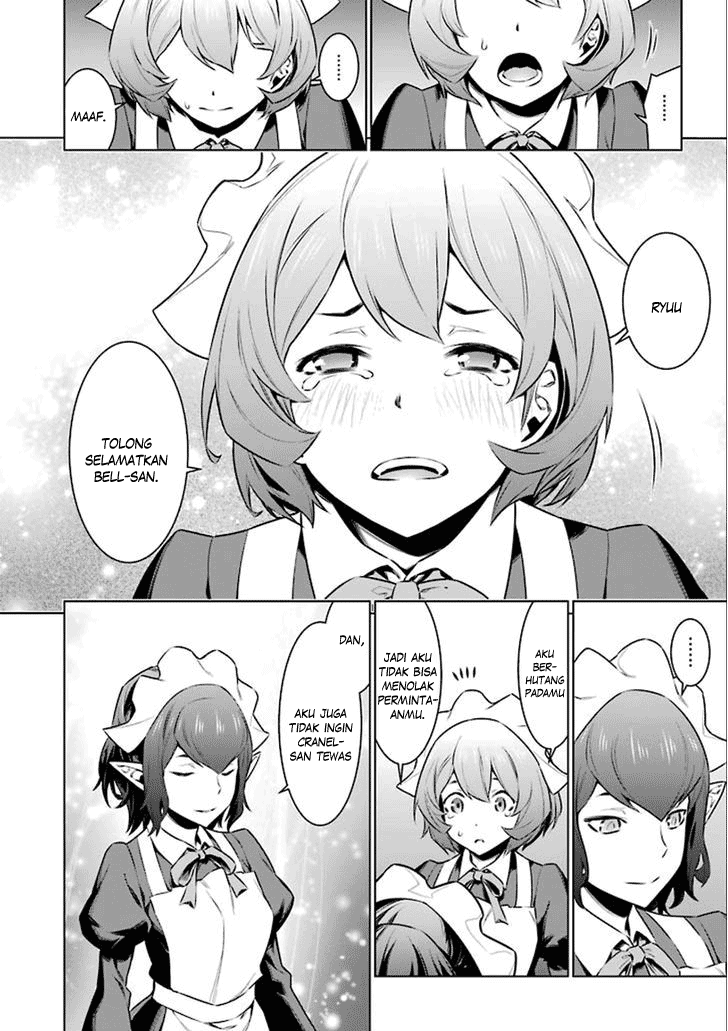 ......
......
MAAF.
RYUU
TOLONG
SELAMATKAN
BELL-SAN.
......
AKU
BER-
HUTANG
PADAMU
JADI AKU
TIDAK BISA
MENOLAK
PERMINTA-
ANMU.
DAN,
AKU JUGA
TIDAK INGIN
CRANEL-
SAN TEWAS